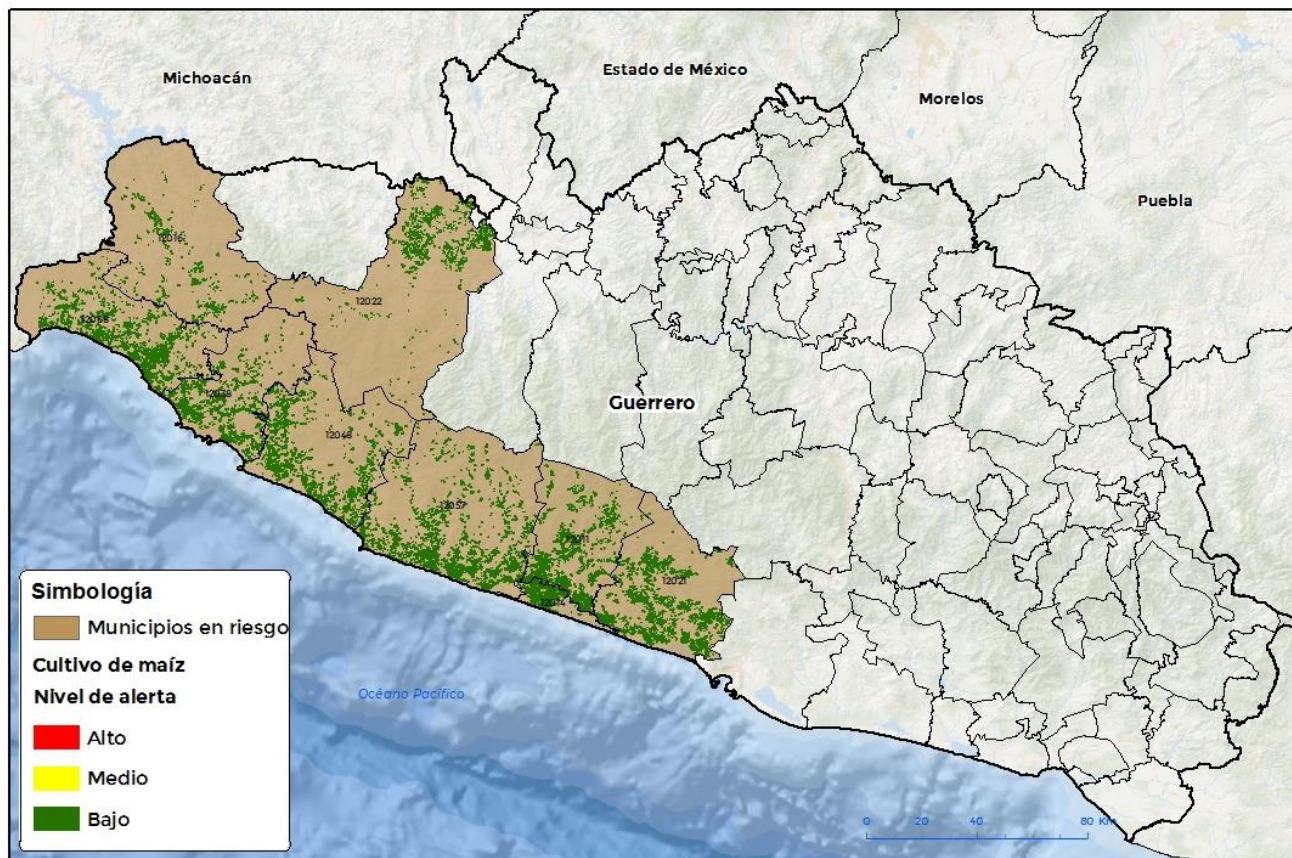 Michoacán
Estado de México
Morelos
Puebla
12016
12022
Guerrero
12048
12057
12021
Océano Pacífico
Simbología
Municipios en riesgo
Cultivo de maíz
Nivel de alerta
Alto
Medio
Bajo
0 20 40 80 Km